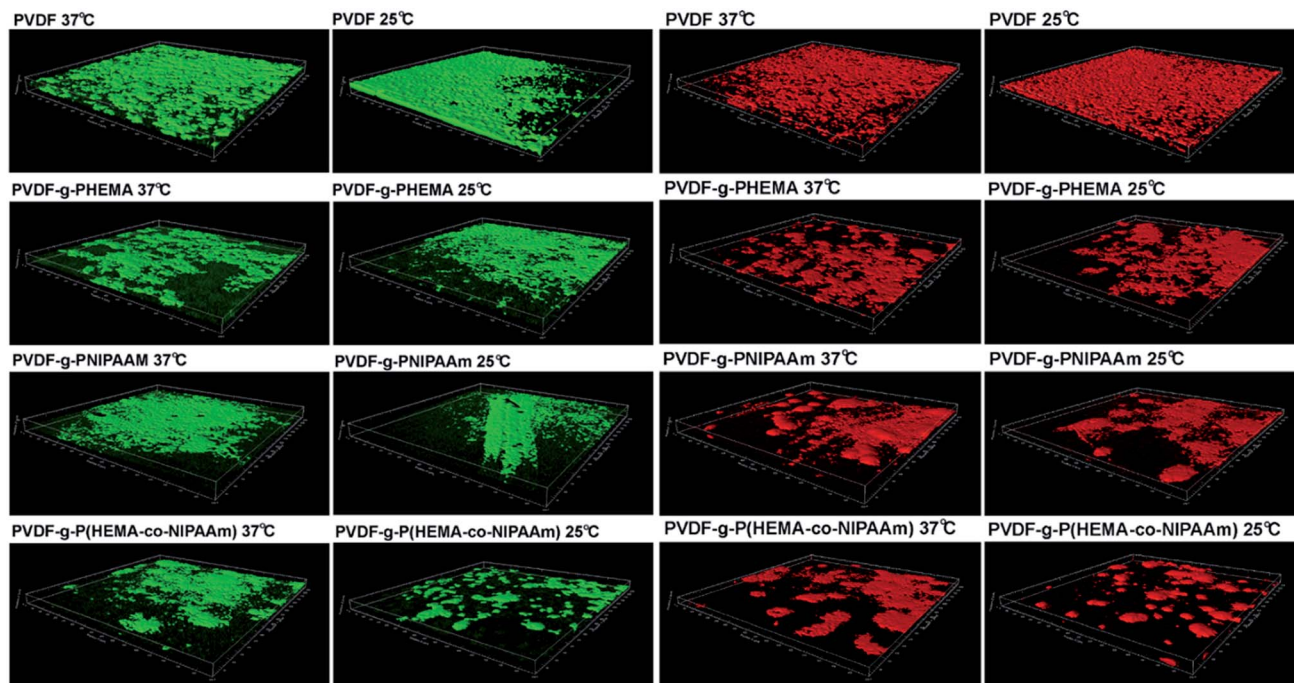 PVDF 37°C
PVDF 25°C
PVDF 37°C
PVDF 25°C
PVDF-g-PHEMA 37°C
PVDF-g-PHEMA 25°C
PVDF-g-PHEMA 37°C
PVDF-g-PHEMA 25°C
PVDF-g-PNIPAAM 37°C
PVDF-g-PNIPAAm 25°C
PVDF-g-PNIPAAm 37°C
PVDF-g-PNIPAAm 25°C
PVDF-g-P(HEMA-co-NIPAAm) 37°C
PVDF-g-P(HEMA-co-NIPAAm) 25°C
PVDF-g-P(HEMA-co-NIPAAm) 37°C
PVDF-g-P(HEMA-co-NIPAAm) 25°C